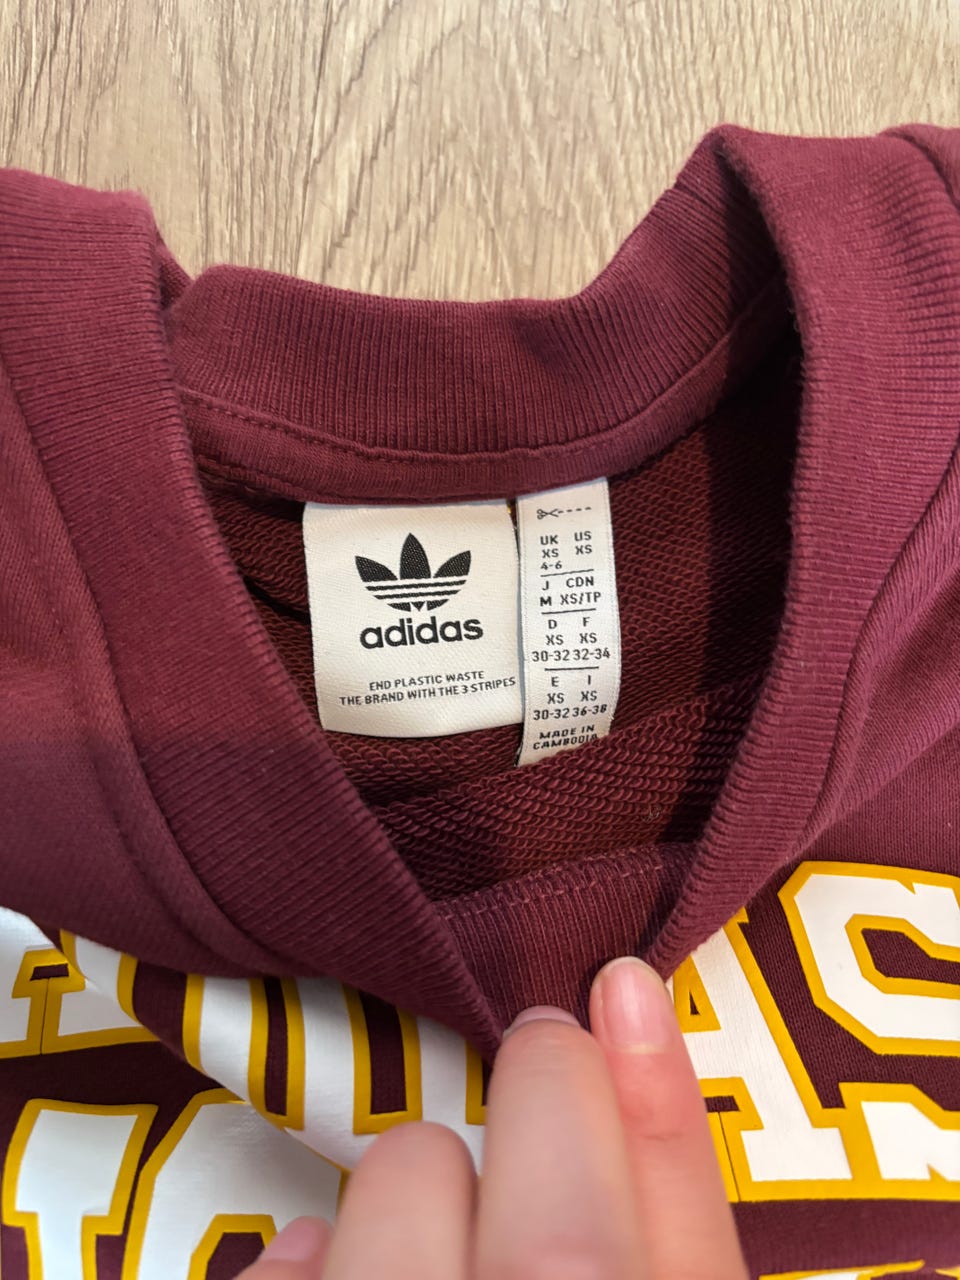 adidas
END PLASTIC WASTE
THE BRAND WITH THE 3 STRIPES
UK US
XS XS
4-6
J CDN
M XS/TP
D F
XS XS
30-32 32-34
E I
XS XS
30-32 36-38
MADE IN
CAMBODIA
AS